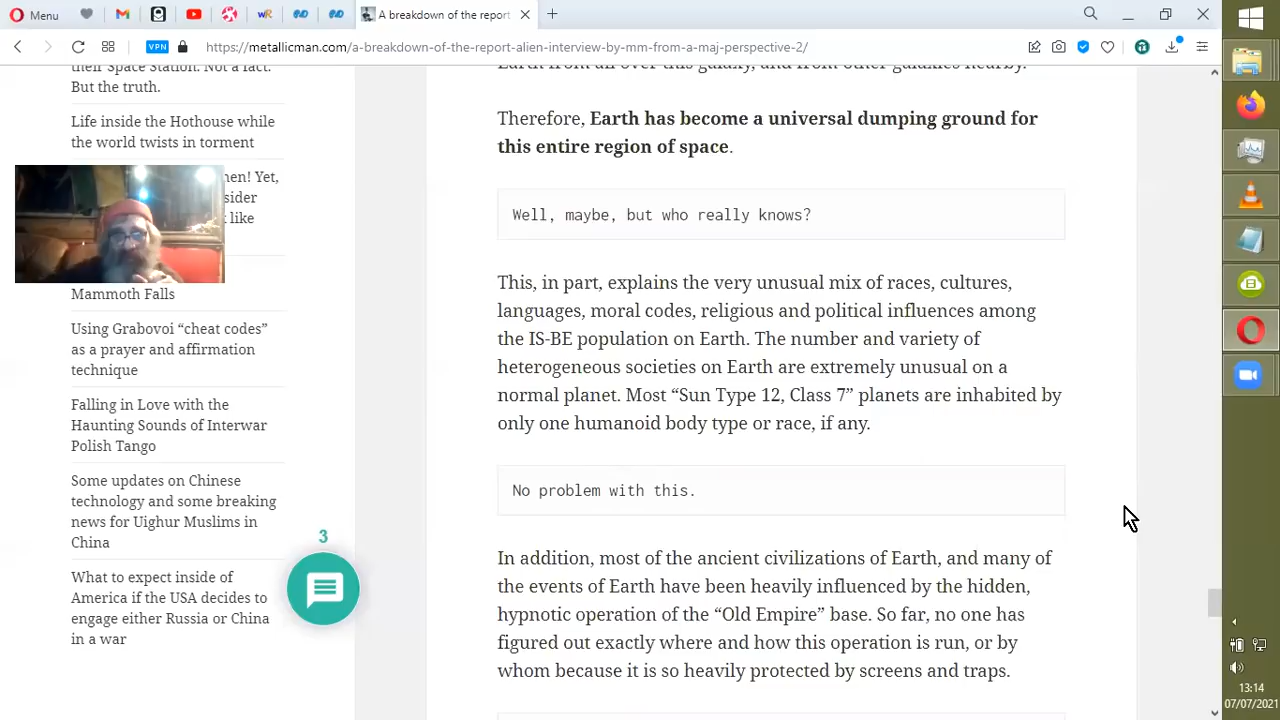 Menu
A breakdown of the report
VPN
https://metallicman.com/a-breakdown-of-the-report-alien-interview-by-mm-from-a-maj-perspective-2/
their Space Station. Not a fact.
But the truth.
Life inside the Hothouse while
the world twists in torment
men! Yet,
sider
like
Mammoth Falls
Using Grabovoi “cheat codes”
as a prayer and affirmation
technique
Falling in Love with the
Haunting Sounds of Interwar
Polish Tango
Some updates on Chinese
technology and some breaking
news for Uighur Muslims in
China
What to expect inside of
America if the USA decides to
engage either Russia or China
in a war
3
Earth from all over this galaxy, and from other galaxies nearby.
Therefore, Earth has become a universal dumping ground for
this entire region of space.
Well, maybe, but who really knows?
This, in part, explains the very unusual mix of races, cultures,
languages, moral codes, religious and political influences among
the IS-BE population on Earth. The number and variety of
heterogeneous societies on Earth are extremely unusual on a
normal planet. Most “Sun Type 12, Class 7” planets are inhabited by
only one humanoid body type or race, if any.
No problem with this.
In addition, most of the ancient civilizations of Earth, and many of
the events of Earth have been heavily influenced by the hidden,
hypnotic operation of the “Old Empire” base. So far, no one has
figured out exactly where and how this operation is run, or by
whom because it is so heavily protected by screens and traps.
13:14
07/07/2021